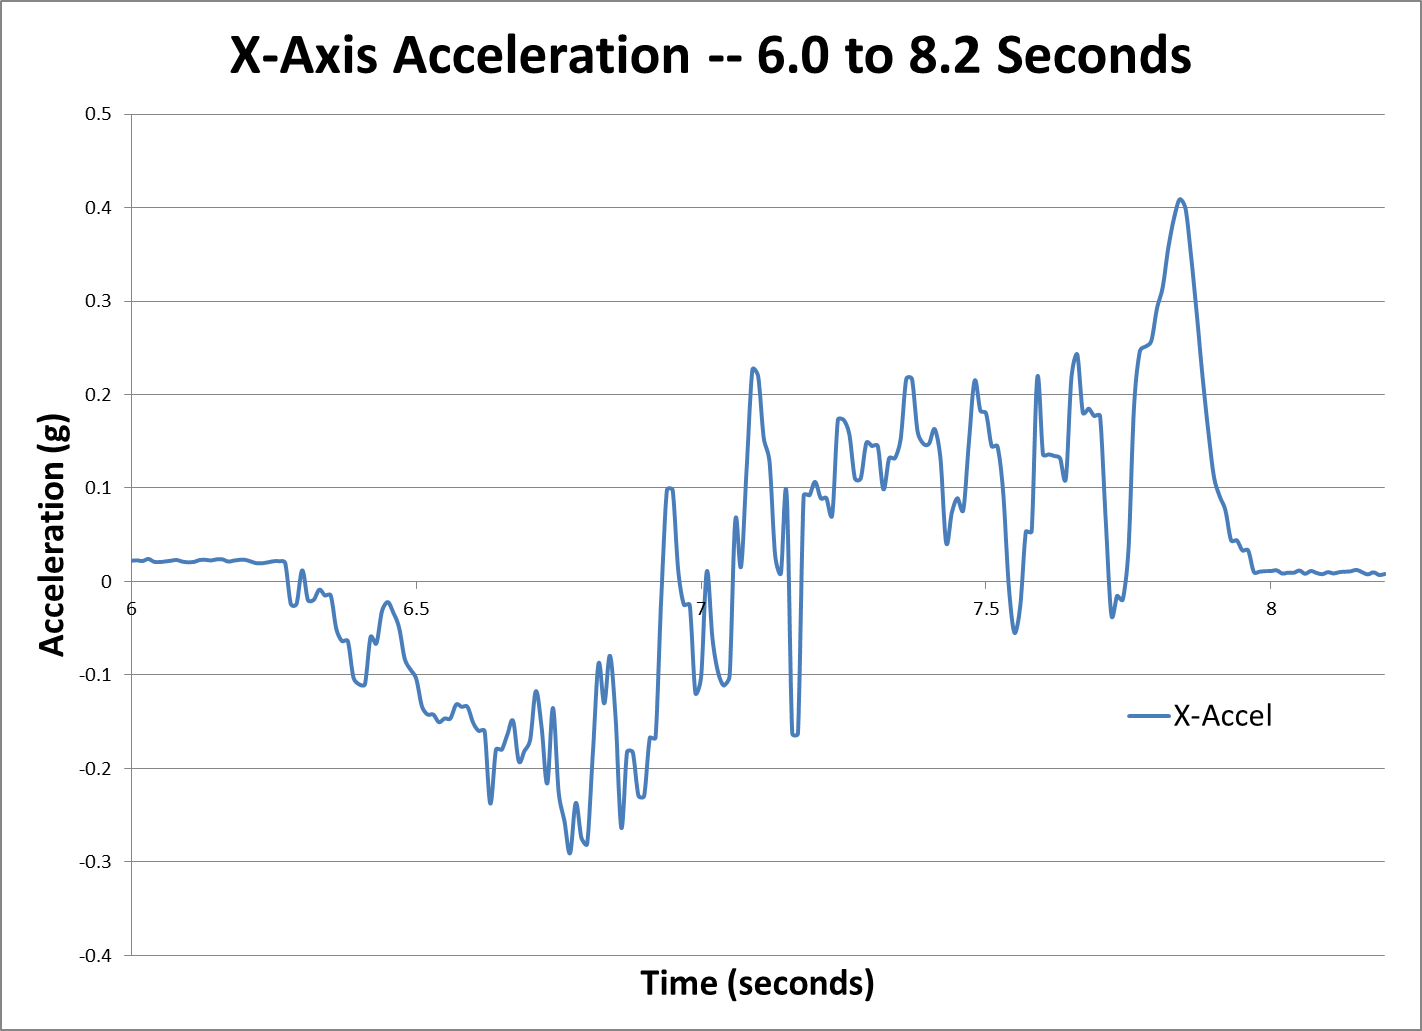 X-Axis Acceleration -- 6.0 to 8.2 Seconds
0.5
0.4
0.3
0.2
0.1
0
-0.1
-0.2
-0.3
-0.4
Acceleration (g)
6 6.5 7 7.5 8
X-Accel
Time (seconds)